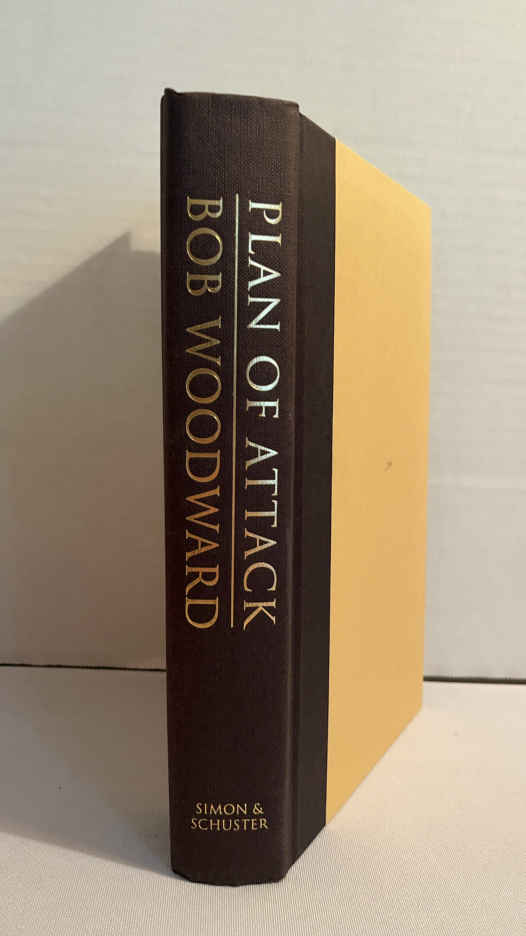 PLAN OF ATTACK
BOB WOODWARD
SIMON &
SCHUSTER